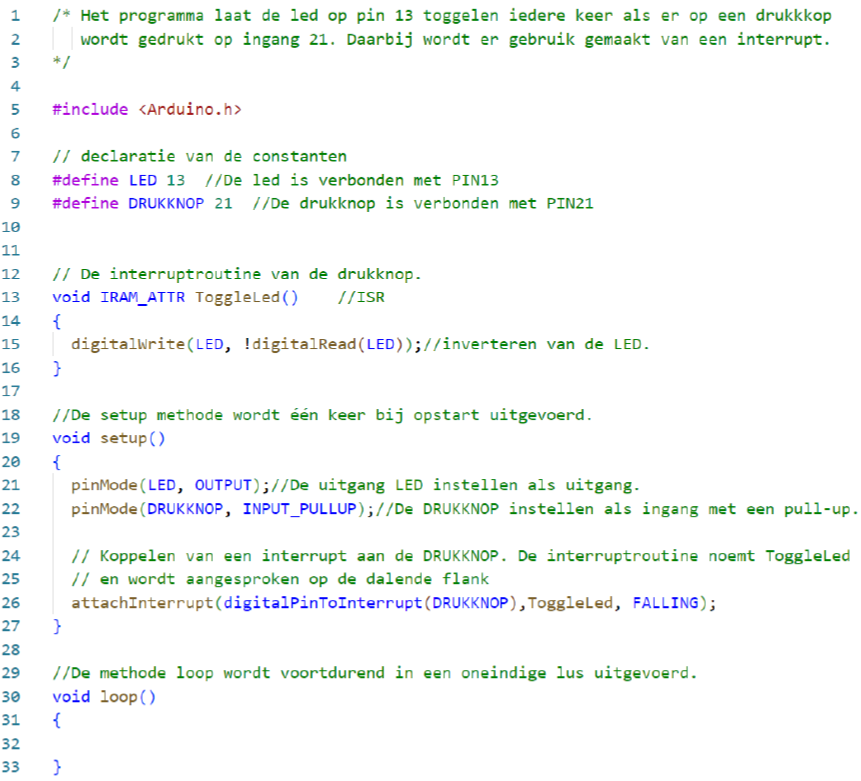 1 /* Het programma laat de led op pin 13 toggelen iedere keer als er op een drukkkop
2 wordt gedrukt op ingang 21. Daarbij wordt er gebruik gemaakt van een interrupt.
3 */
4
5 #include <Arduino.h>
6
7 // declaratie van de constanten
8 #define LED 13 //De led is verbonden met PIN13
9 #define DRUKKNOP 21 //De drukknop is verbonden met PIN21
10
11
12 // De interruptroutine van de drukknop.
13 void IRAM_ATTR ToggleLed() //ISR
14 {
15 digitalWrite(LED, !digitalRead(LED));//inverteren van de LED.
16 }
17
18 //De setup methode wordt één keer bij opstart uitgevoerd.
19 void setup()
20 {
21 pinMode(LED, OUTPUT);//De uitgang LED instellen als uitgang.
22 pinMode(DRUKKNOP, INPUT_PULLUP);//De DRUKKNOP instellen als ingang met een pull-up.
23
24 // Koppelen van een interrupt aan de DRUKKNOP. De interruptroutine noemt ToggleLed
25 // en wordt aangesproken op de dalende flank
26 attachInterrupt(digitalPinToInterrupt(DRUKKNOP),ToggleLed, FALLING);
27 }
28
29 //De methode loop wordt voortdurend in een oneindige lus uitgevoerd.
30 void loop()
31 {
32
33 }